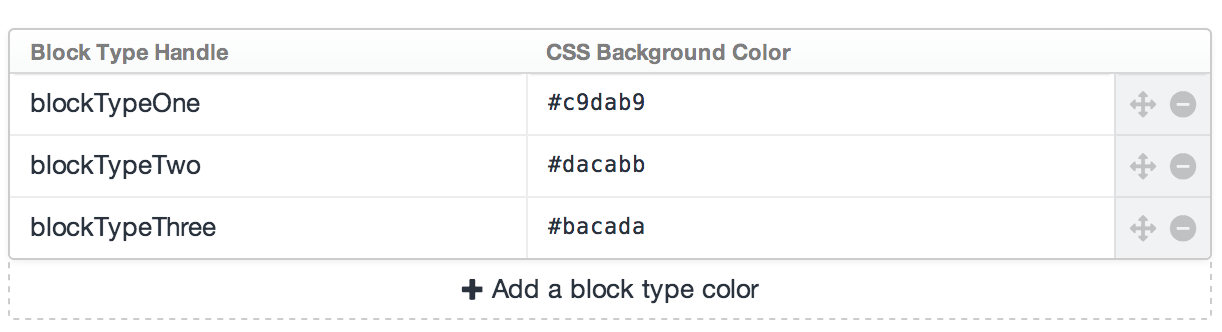 Block Type Handle CSS Background Color
blockTypeOne #c9dab9
blockTypeTwo #dacabb
blockTypeThree #bacada
Add a block type color